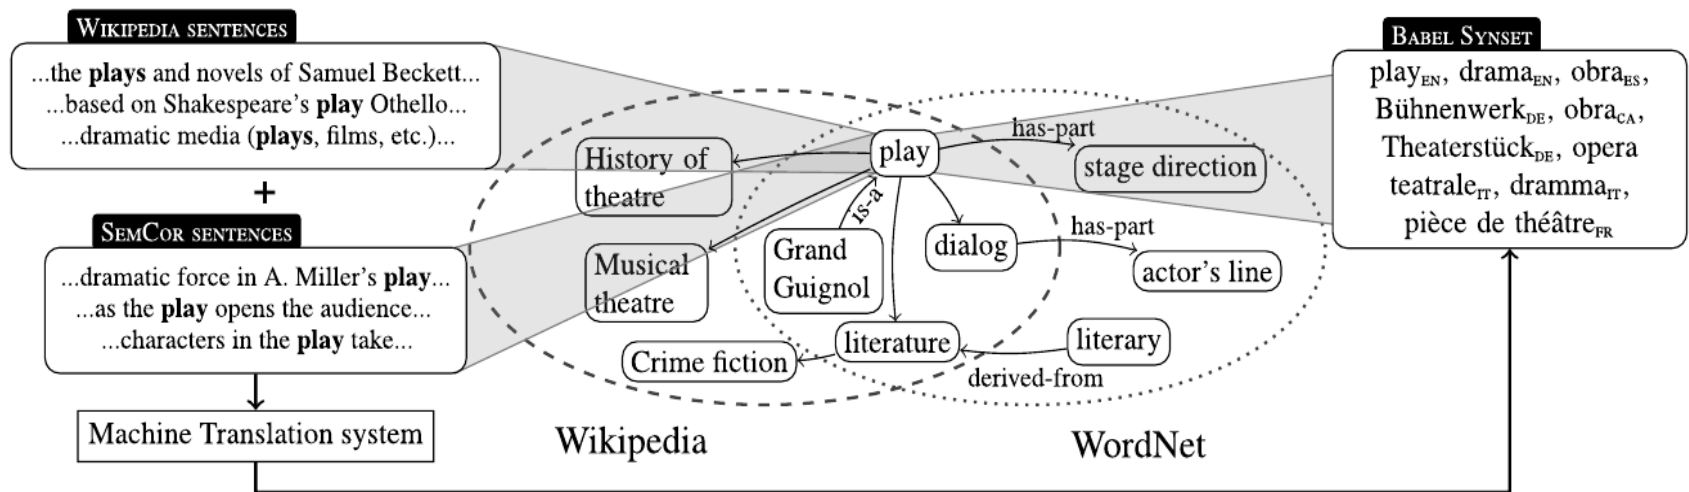 WIKIPEDIA SENTENCES
...the plays and novels of Samuel Beckett...
...based on Shakespeare's play Othello...
...dramatic media (plays, films, etc.)...
+
SEMCOR SENTENCES
...dramatic force in A. Miller's play...
...as the play opens the audience...
...characters in the play take...
Machine Translation system
History of
theatre
Musical
theatre
play
has-part
stage direction
is-a
Grand
Guignol
dialog
has-part
actor's line
literature
literary
derived-from
Crime fiction
Wikipedia
WordNet
BABEL SYNSET
playEN, dramaEN, obraES,
BühnenwerkDE, obraCA,
TheaterstückDE, opera
teatraleIT, drammaIT,
pièce de théâtreFR